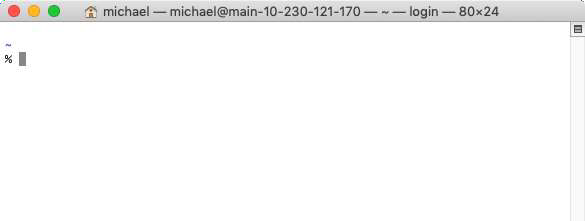 michael — michael@main-10-230-121-170 — ~ — login — 80×24
~
%